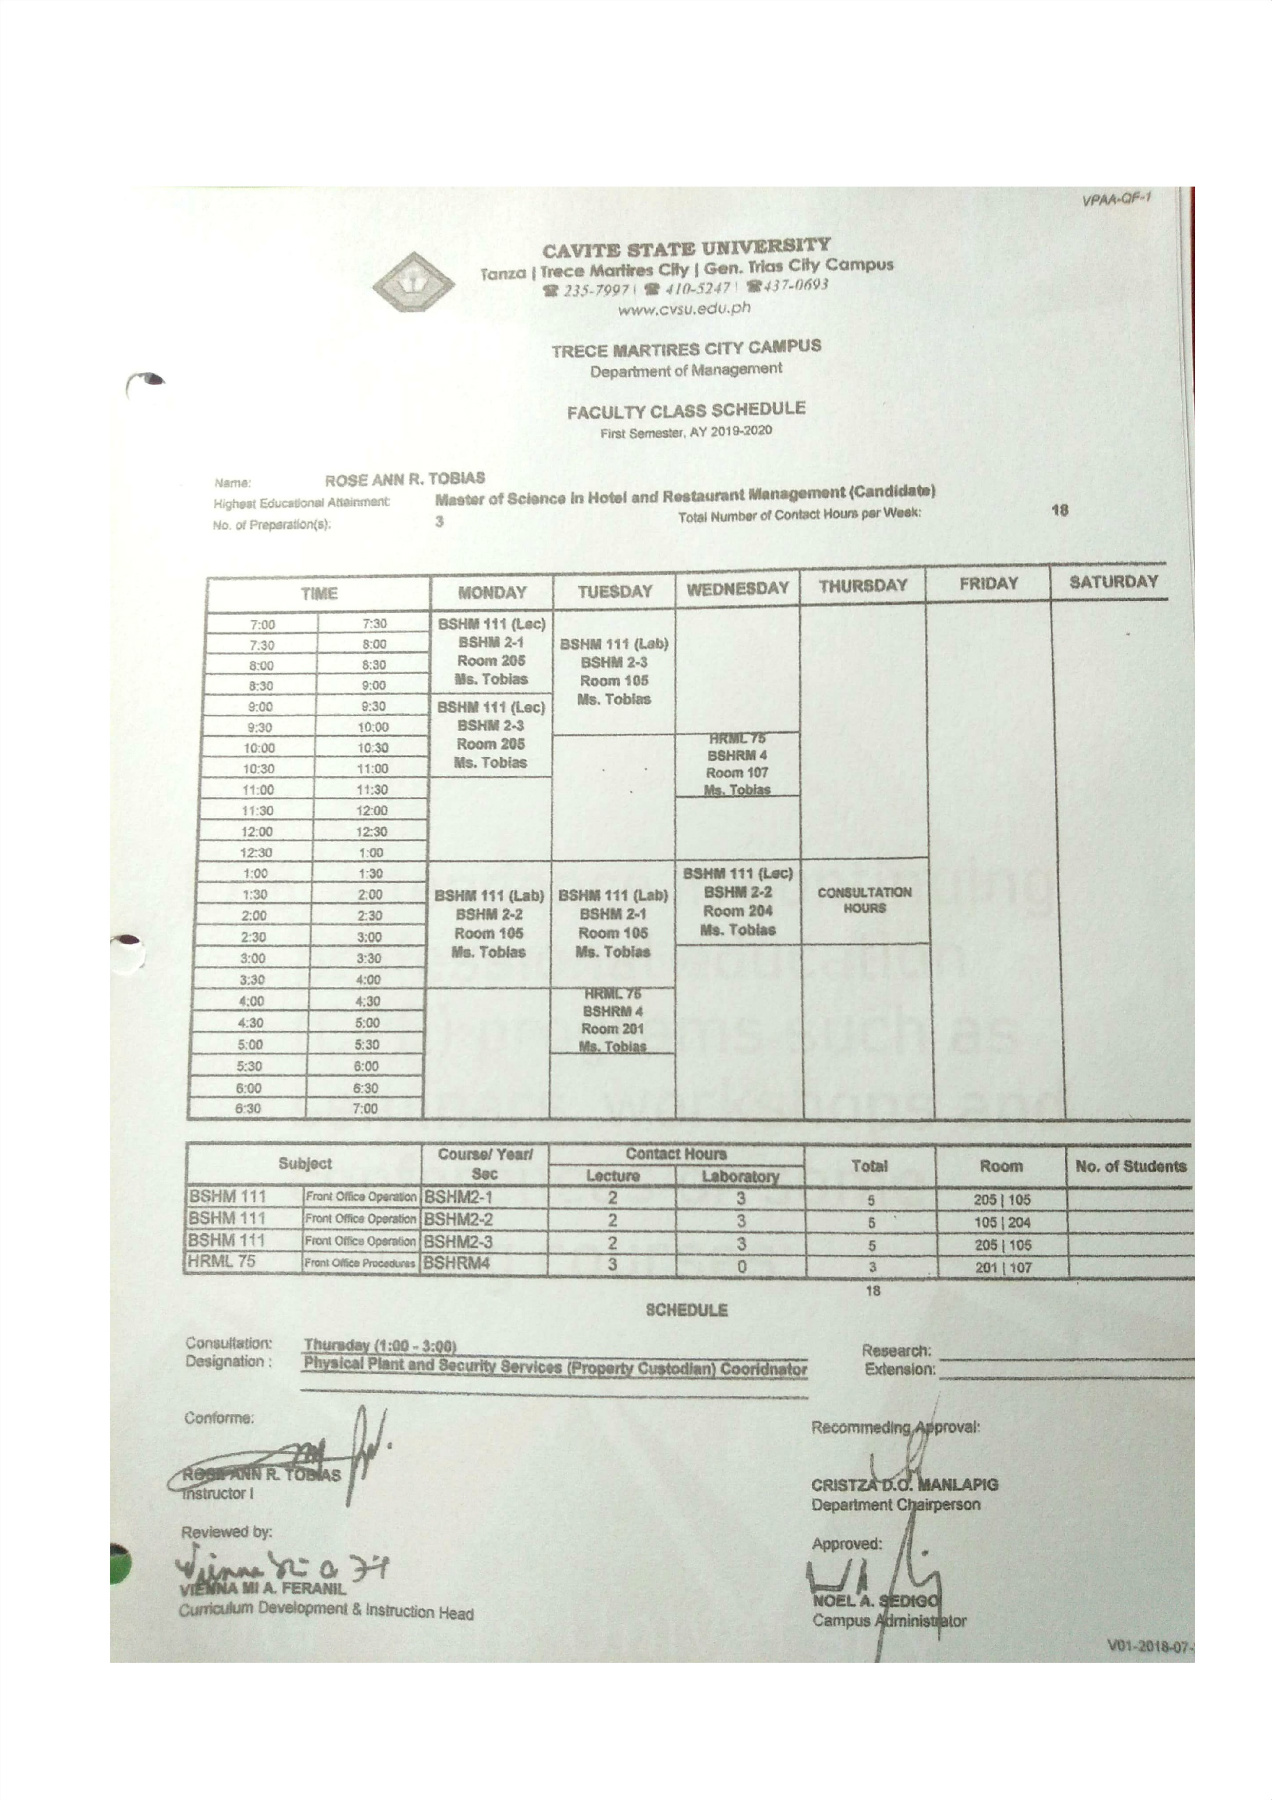 VPAA-QF-1
CAVITE STATE UNIVERSITY
Tanza | Trece Martires City | Gen. Trias City Campus
☎ 235-7997 | ☎ 410-5247 | ☎ 437-0693
www.cvsu.edu.ph
TRECE MARTIRES CITY CAMPUS
Department of Management
FACULTY CLASS SCHEDULE
First Semester, AY 2019-2020
Name: ROSE ANN R. TOBIAS
Highest Educational Attainment: Master of Science in Hotel and Restaurant Management (Candidate)
No. of Preparation(s): 3 Total Number of Contact Hours per Week: 18
TIME MONDAY TUESDAY WEDNESDAY THURSDAY FRIDAY SATURDAY
7:00 7:30 BSHM 111 (Lec)
7:30 8:00 BSHM 2-1 BSHM 111 (Lab)
8:00 8:30 Room 205 BSHM 2-3
8:30 9:00 Ms. Tobias Room 105
9:00 9:30 BSHM 111 (Lec) Ms. Tobias
9:30 10:00 BSHM 2-3
10:00 10:30 Room 205 HRML 75
10:30 11:00 Ms. Tobias BSHRM 4
11:00 11:30 Room 107
11:30 12:00 Ms. Tobias
12:00 12:30
12:30 1:00
1:00 1:30 BSHM 111 (Lec)
1:30 2:00 BSHM 111 (Lab) BSHM 111 (Lab) BSHM 2-2 CONSULTATION
2:00 2:30 BSHM 2-2 BSHM 2-1 Room 204 HOURS
2:30 3:00 Room 105 Room 105 Ms. Tobias
3:00 3:30 Ms. Tobias Ms. Tobias
3:30 4:00
4:00 4:30 HRML 75
4:30 5:00 BSHRM 4
5:00 5:30 Room 201
5:30 6:00 Ms. Tobias
6:00 6:30
6:30 7:00
Subject Course/ Year/ Sec Contact Hours Total Room No. of Students
Lecture Laboratory
BSHM 111 Front Office Operation BSHM2-1 2 3 5 205 | 105
BSHM 111 Front Office Operation BSHM2-2 2 3 5 105 | 204
BSHM 111 Front Office Operation BSHM2-3 2 3 5 205 | 105
HRML 75 Front Office Procedures BSHRM4 3 0 3 201 | 107
18
SCHEDULE
Consultation: Thursday (1:00 - 3:00) Research:
Designation : Physical Plant and Security Services (Property Custodian) Cooridnator Extension:
Conforme: Recommeding Approval:
ROSE ANN R. TOBIAS CRISTZA D.O. MANLAPIG
Instructor I Department Chairperson
Reviewed by: Approved:
VIENNA MI A. FERANIL NOEL A. SEDIGO
Curriculum Development & Instruction Head Campus Administrator
V01-2018-07-